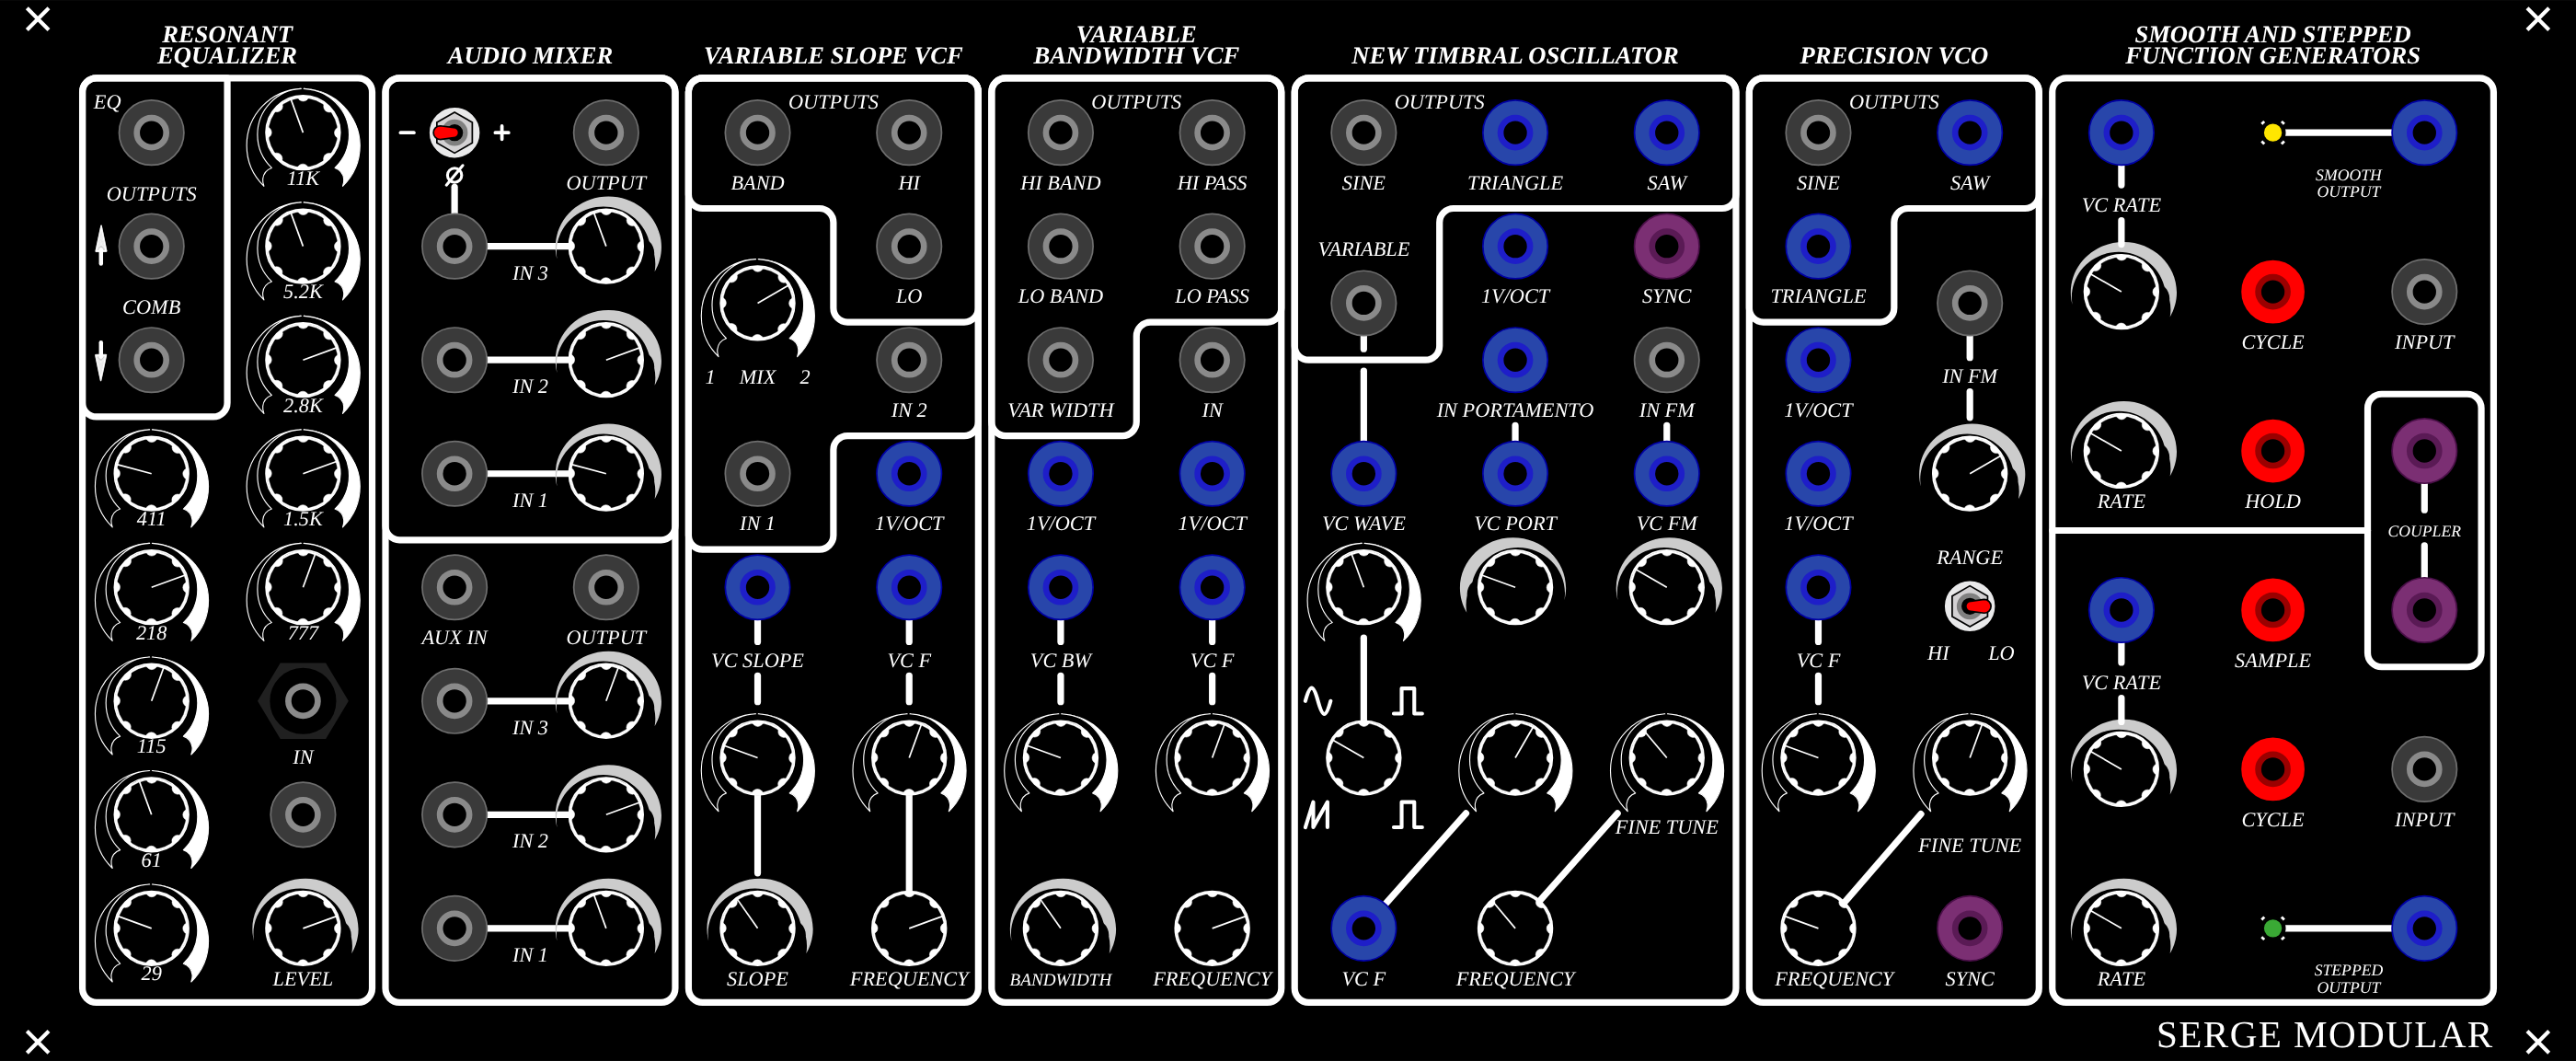 RESONANT
EQUALIZER
EQ
OUTPUTS
COMB
11K
5.2K
2.8K
411
1.5K
218
777
115
IN
61
29
LEVEL
AUDIO MIXER
− +
Ø
OUTPUT
IN 3
IN 2
IN 1
AUX IN
OUTPUT
IN 3
IN 2
IN 1
VARIABLE SLOPE VCF
OUTPUTS
BAND
HI
LO
1 MIX 2
IN 2
IN 1
1V/OCT
VC SLOPE
VC F
SLOPE
FREQUENCY
VARIABLE
BANDWIDTH VCF
OUTPUTS
HI BAND
HI PASS
LO BAND
LO PASS
VAR WIDTH
IN
1V/OCT
1V/OCT
VC BW
VC F
BANDWIDTH
FREQUENCY
NEW TIMBRAL OSCILLATOR
OUTPUTS
SINE
TRIANGLE
SAW
VARIABLE
1V/OCT
SYNC
IN PORTAMENTO
IN FM
VC WAVE
VC PORT
VC FM
FINE TUNE
VC F
FREQUENCY
PRECISION VCO
OUTPUTS
SINE
SAW
TRIANGLE
IN FM
1V/OCT
1V/OCT
RANGE
HI LO
VC F
FINE TUNE
FREQUENCY
SYNC
SMOOTH AND STEPPED
FUNCTION GENERATORS
SMOOTH
OUTPUT
VC RATE
CYCLE
INPUT
RATE
HOLD
COUPLER
VC RATE
SAMPLE
CYCLE
INPUT
RATE
STEPPED
OUTPUT
SERGE MODULAR